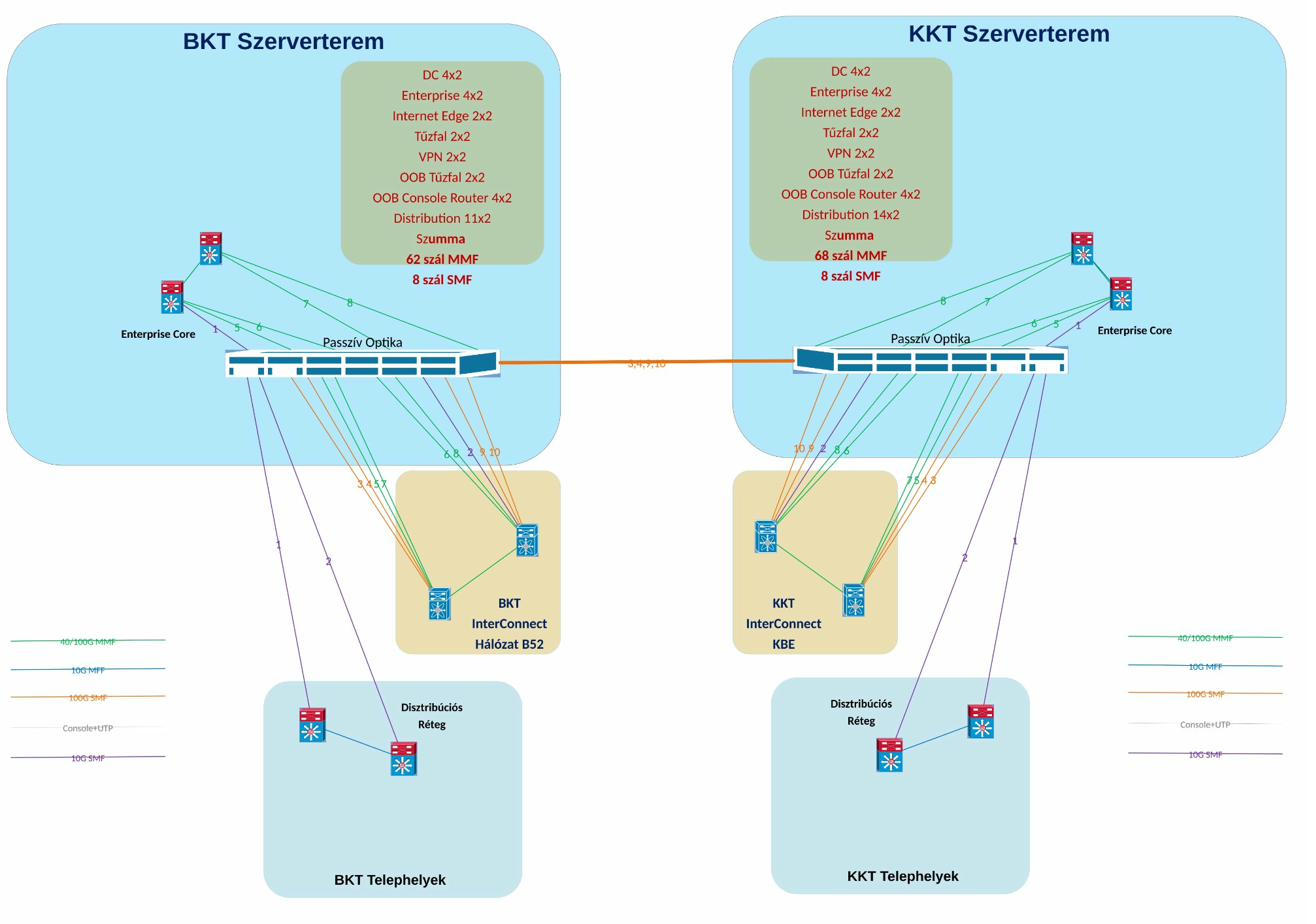 BKT Szerverterem
DC 4x2
Enterprise 4x2
Internet Edge 2x2
Tűzfal 2x2
VPN 2x2
OOB Tűzfal 2x2
OOB Console Router 4x2
Distribution 11x2
Szumma
62 szál MMF
8 szál SMF
7
8
1
5
6
Enterprise Core
Passzív Optika
3,4,9,10
KKT Szerverterem
DC 4x2
Enterprise 4x2
Internet Edge 2x2
Tűzfal 2x2
VPN 2x2
OOB Tűzfal 2x2
OOB Console Router 4x2
Distribution 14x2
Szumma
68 szál MMF
8 szál SMF
8
7
6
5
1
Enterprise Core
Passzív Optika
6 8 2 9 10
3 4 5 7
1
2
BKT
InterConnect
Hálózat B52
10 9 2 8 6
7 5 4 3
2
1
KKT
InterConnect
KBE
40/100G MMF
10G MFF
100G SMF
Console+UTP
10G SMF
Disztribúciós
Réteg
BKT Telephelyek
Disztribúciós
Réteg
KKT Telephelyek
40/100G MMF
10G MFF
100G SMF
Console+UTP
10G SMF